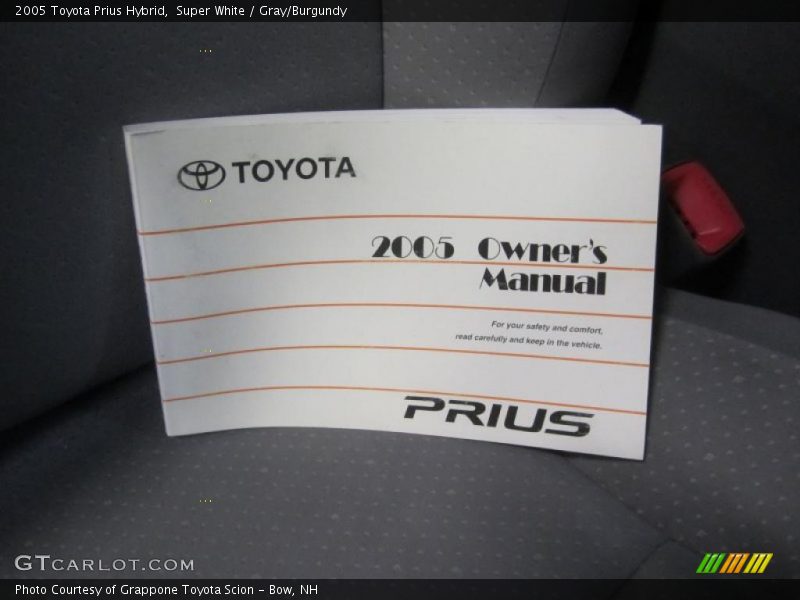 2005 Toyota Prius Hybrid, Super White / Gray/Burgundy
TOYOTA
2005 Owner's
Manual
For your safety and comfort,
read carefully and keep in the vehicle.
PRIUS
GTCARLOT.COM
Photo Courtesy of Grappone Toyota Scion - Bow, NH